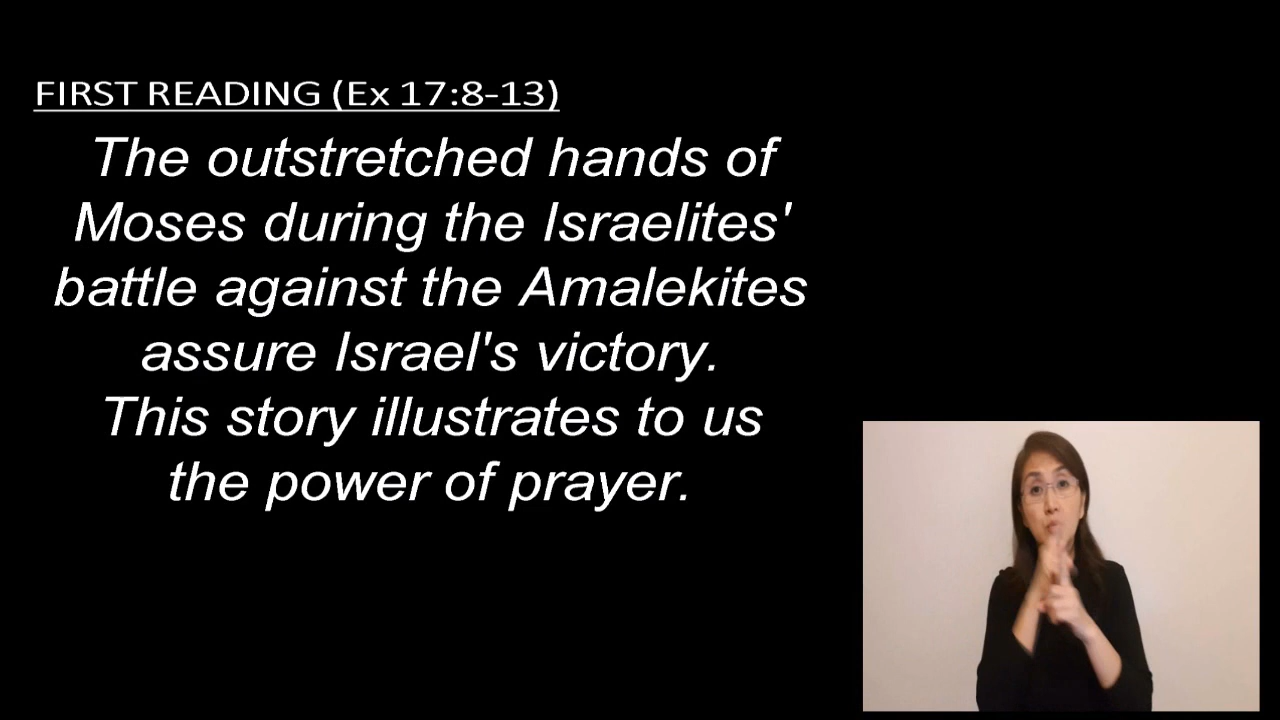 FIRST READING (Ex 17:8-13)
The outstretched hands of
Moses during the Israelites'
battle against the Amalekites
assure Israel's victory.
This story illustrates to us
the power of prayer.